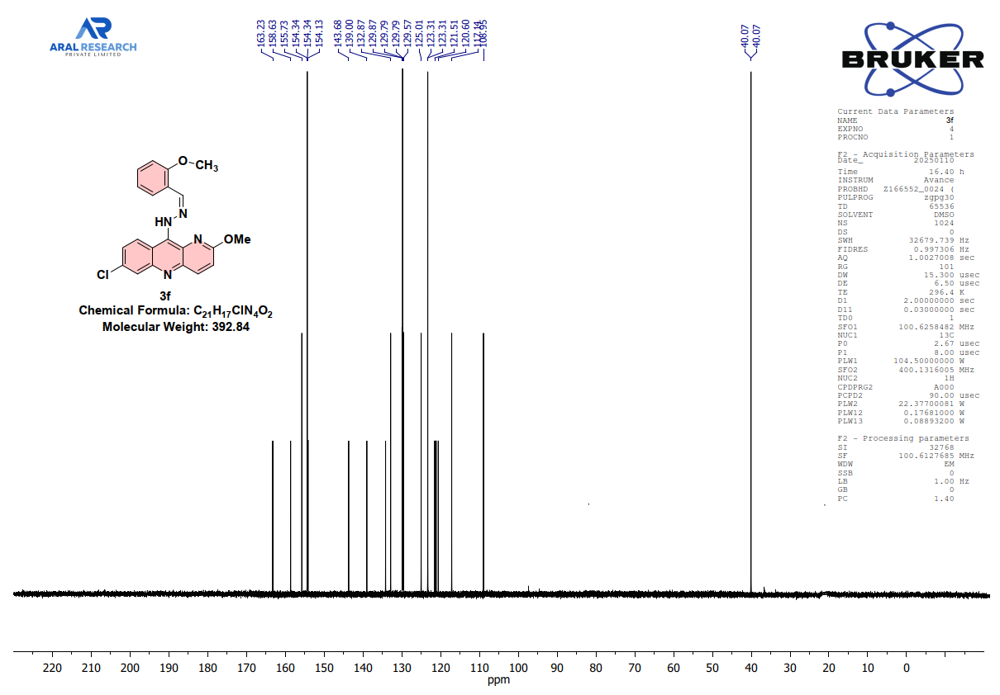 AR
ARAL RESEARCH
PRIVATE LIMITED
163.23
158.63
155.73
154.34
154.34
154.13
143.68
139.00
132.87
129.87
129.79
129.79
129.57
125.01
123.31
123.31
121.51
120.60
117.14
108.95
40.07
40.07
BRUKER
Current Data Parameters
NAME 3f
EXPNO 4
PROCNO 1
F2 - Acquisition Parameters
Date_ 20250110
Time 16.40 h
INSTRUM Avance
PROBHD Z166552_0024 (
PULPROG zgpg30
TD 65536
SOLVENT DMSO
NS 1024
DS 0
SWH 32679.739 Hz
FIDRES 0.997306 Hz
AQ 1.0027008 sec
RG 101
DW 15.300 usec
DE 6.50 usec
TE 296.4 K
D1 2.00000000 sec
D11 0.03000000 sec
TD0 1
SFO1 100.6258482 MHz
NUC1 13C
P0 2.67 usec
P1 8.00 usec
PLW1 104.50000000 W
SFO2 400.1316005 MHz
NUC2 1H
CPDPRG2 A000
PCPD2 90.00 usec
PLW2 22.37700081 W
PLW12 0.17681000 W
PLW13 0.08893200 W
F2 - Processing parameters
SI 32768
SF 100.6127685 MHz
WDW EM
SSB 0
LB 1.00 Hz
GB 0
PC 1.40
O CH3
N
HN
N OMe
Cl N
3f
Chemical Formula: C21H17ClN4O2
Molecular Weight: 392.84
220 210 200 190 180 170 160 150 140 130 120 110 100 90 80 70 60 50 40 30 20 10 0
ppm